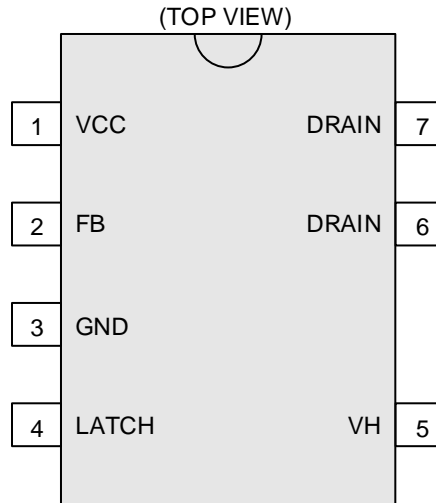 (TOP VIEW)
1 VCC DRAIN 7
2 FB DRAIN 6
3 GND
4 LATCH VH 5